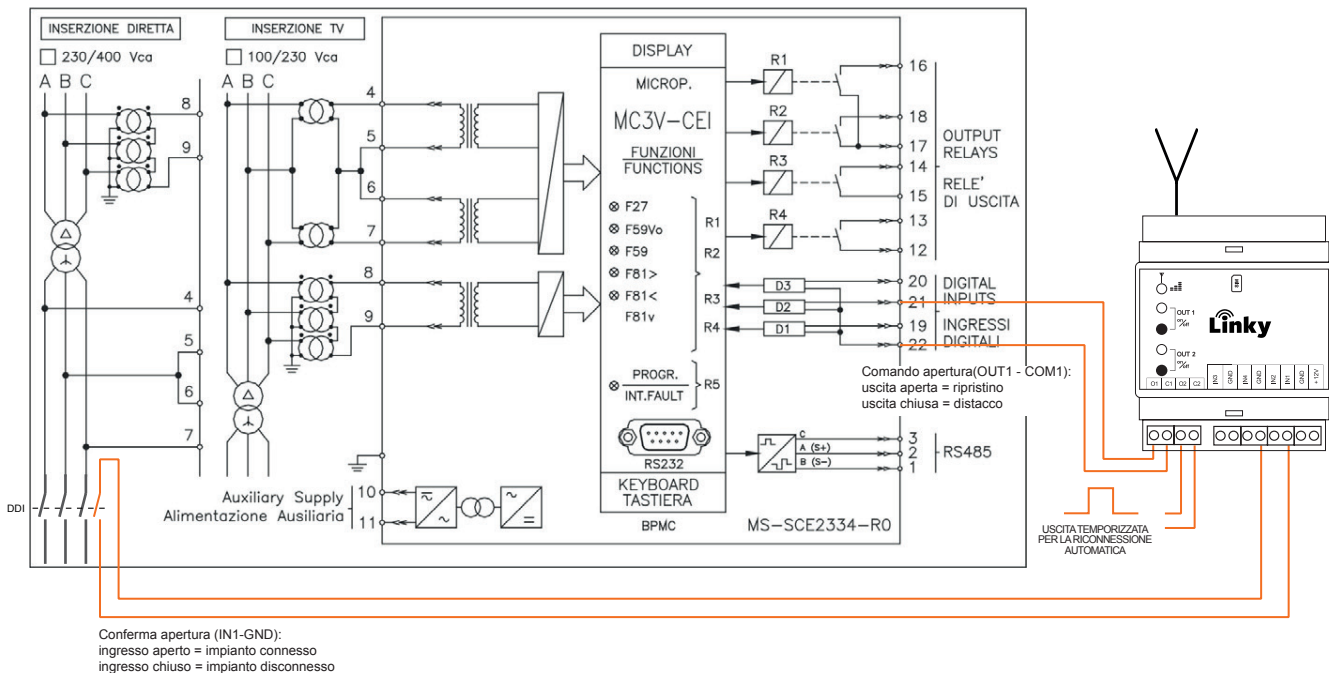 INSERZIONE DIRETTA
230/400 Vca
A B C
8
9
4
5
6
7
DDI
INSERZIONE TV
100/230 Vca
A B C
4
5
6
7
8
9
Auxiliary Supply
Alimentazione Ausiliaria
10
11
DISPLAY
MICROP.
MC3V-CEI
FUNZIONI
FUNCTIONS
F27
F59Vo
F59
F81>
F81<
F81v
R1
R2
R3
R4
PROGR.
INT.FAULT
R5
RS232
KEYBOARD
TASTIERA
BPMC
MS-SCE2334-R0
R1
R2
R3
R4
D3
D2
D1
16
18
17
14
15
13
12
OUTPUT
RELAYS
RELE'
DI USCITA
20
21
19
22
DIGITAL
INPUTS
INGRESSI
DIGITALI
C
A (S+)
B (S-)
3
2
1
RS485
Comando apertura(OUT1 - COM1):
uscita aperta = ripristino
uscita chiusa = distacco
SIM
OUT 1
on/off
OUT 2
on/off
Linky
O1 C1 O2 C2
IN3 GND IN4 GND IN2 IN1 GND +12V
USCITA TEMPORIZZATA
PER LA RICONNESSIONE
AUTOMATICA
Conferma apertura (IN1-GND):
ingresso aperto = impianto connesso
ingresso chiuso = impianto disconnesso